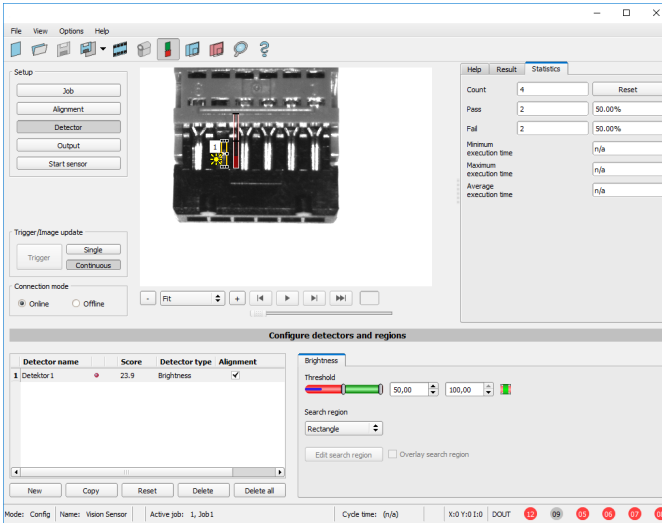 File View Options Help
Setup
Job
Alignment
Detector
Output
Start sensor
Trigger/Image update
Trigger
Single
Continuous
Connection mode
Online Offline
1
- Fit +
Help Result Statistics
Count 4 Reset
Pass 2 50.00%
Fail 2 50.00%
Minimum
execution time n/a
Maximum
execution time n/a
Average
execution time n/a
Configure detectors and regions
Detector name Score Detector type Alignment
1 Detektor1 23.9 Brightness
New Copy Reset Delete Delete all
Brightness
Threshold
50,00 100,00
Search region
Rectangle
Edit search region Overlay search region
Mode: Config Name: Vision Sensor Active job: 1, Job1 Cycle time: (n/a) X:0 Y:0 I:0 DOUT 12 09 05 06 07